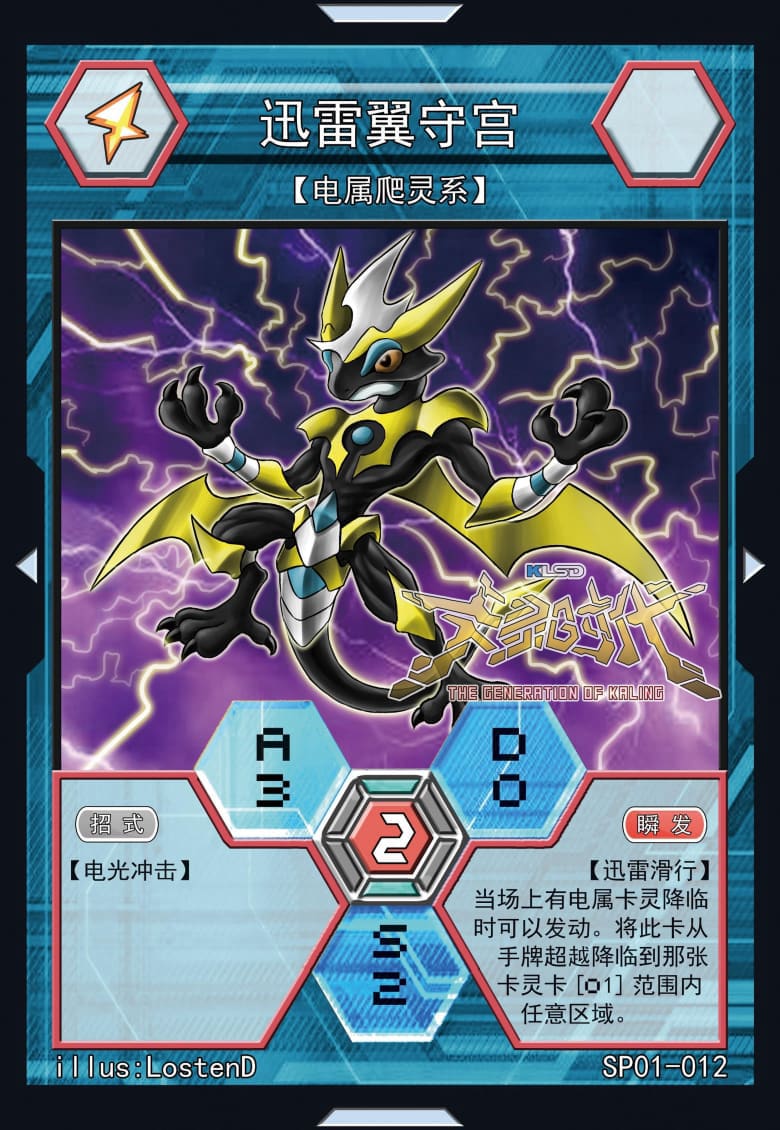 迅雷翼守宫
【电属爬灵系】
KLSD
卡灵时代
THE GENERATION OF KALING
A
3
D
0
2
S
2
招 式
【电光冲击】
瞬 发
【迅雷滑行】
当场上有电属卡灵降临
时可以发动。将此卡从
手牌超越降临到那张
卡灵卡 [O1] 范围内
任意区域。
illus:LostenD
SP01-012